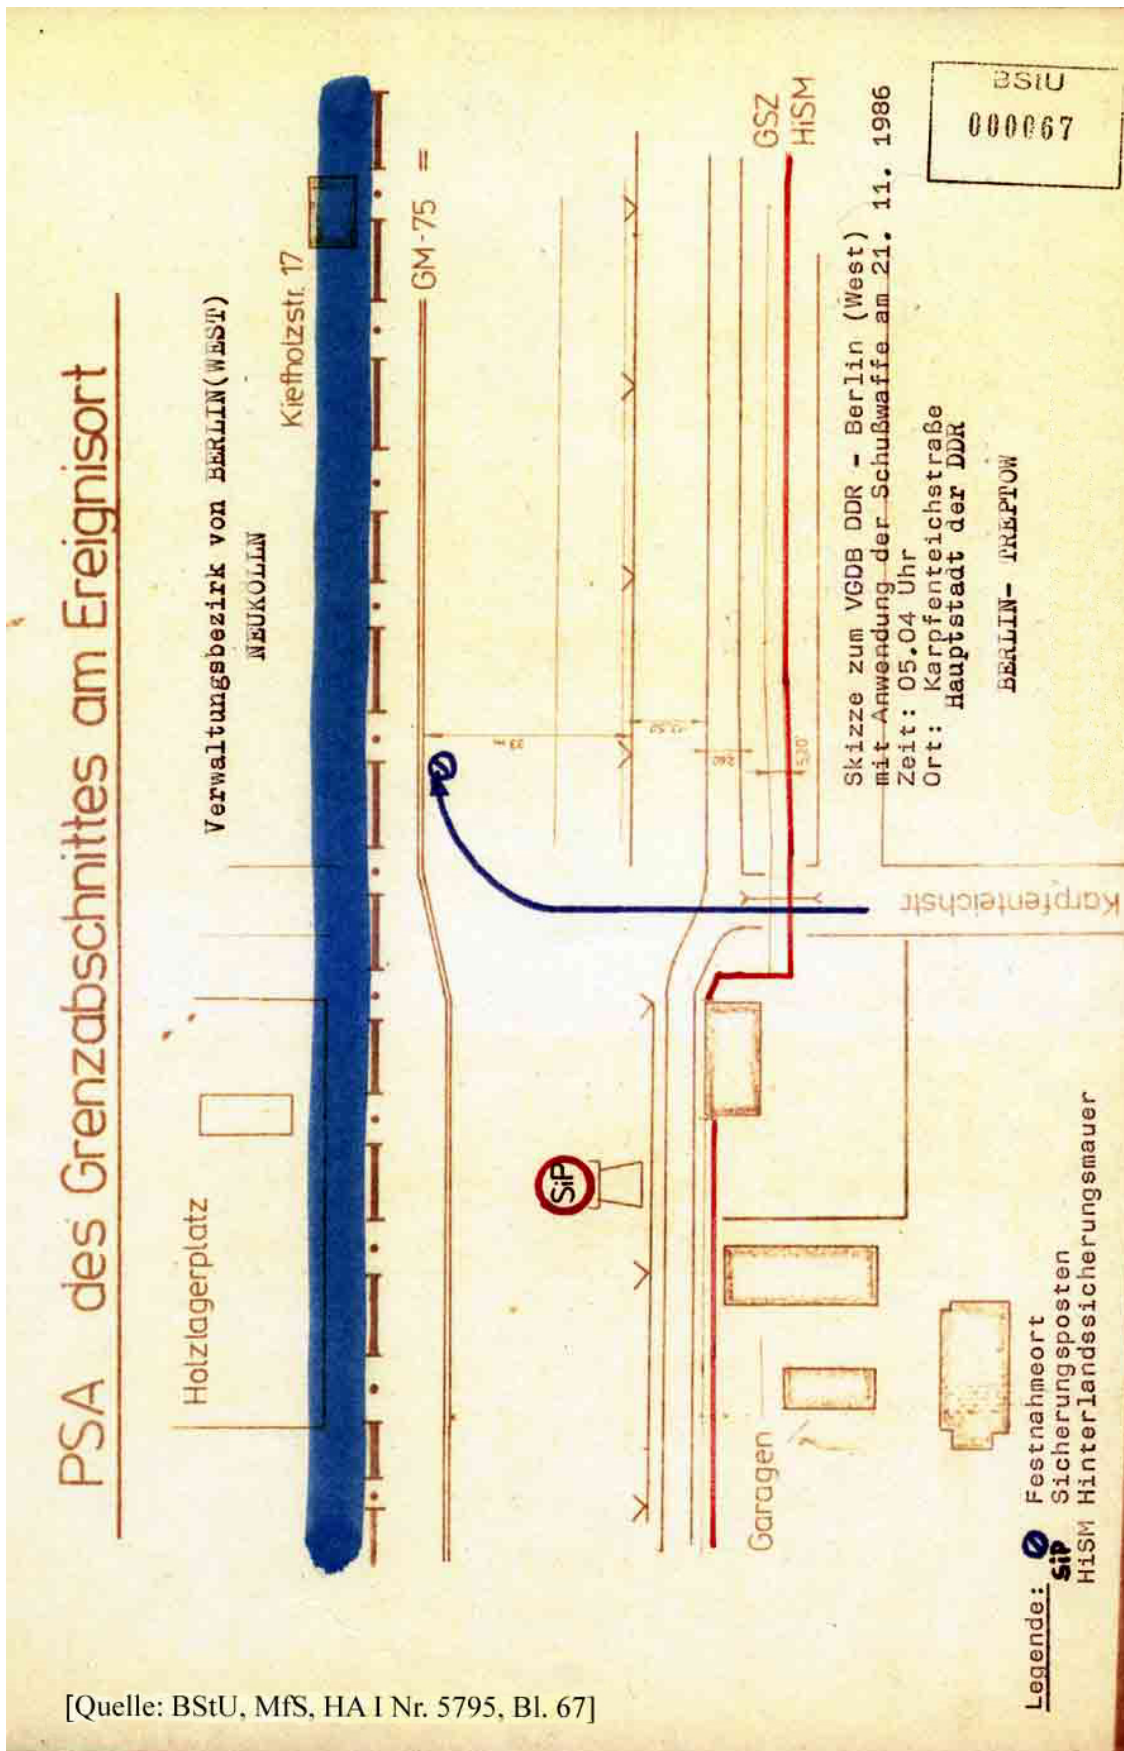 PSA des Grenzabschnittes am Ereignisort
Verwaltungsbezirk von BERLIN(WEST)
NEUKÖLLN
Kiefholzstr. 17
Holzlagerplatz
GM-75 =
33 m
5,20
SiP
GSZ
HiSM
Garagen
Karpfenteichstr
BStU
000067
Skizze zum VGDB DDR - Berlin (West)
mit Anwendung der Schußwaffe am 21. 11. 1986
Zeit: 05.04 Uhr
Ort: Karpfenteichstraße
Hauptstadt der DDR
BERLIN- TREPTOW
Legende: Festnahmeort
SiP Sicherungsposten
HiSM Hinterlandssicherungsmauer
[Quelle: BStU, MfS, HA I Nr. 5795, Bl. 67]